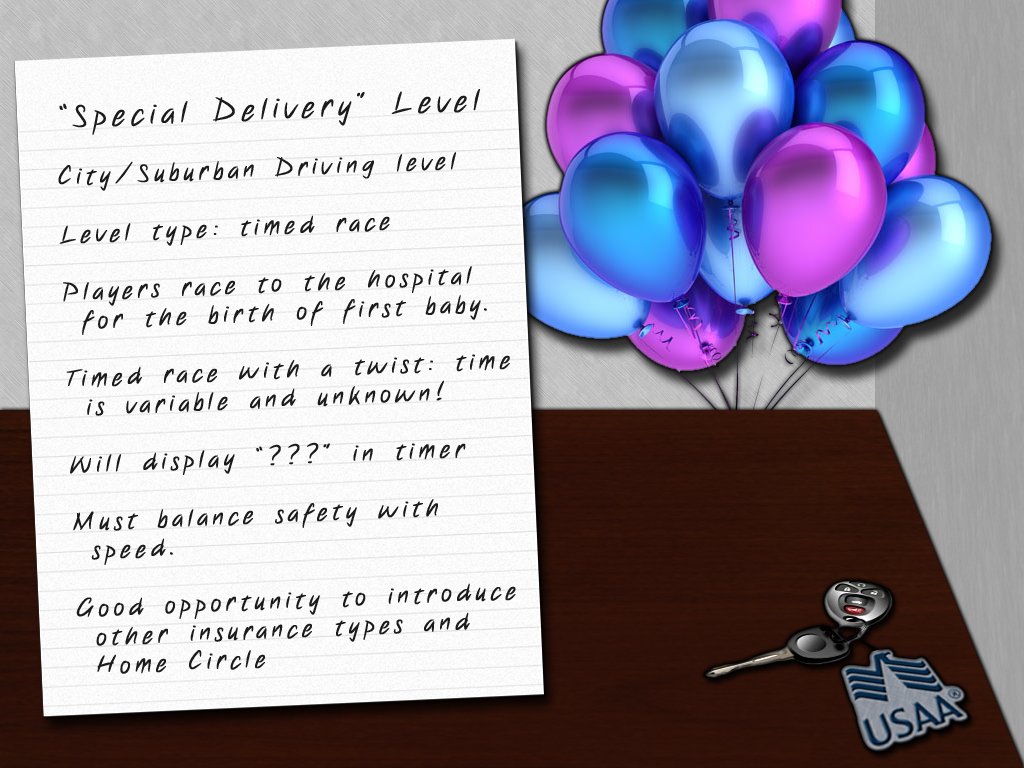 "Special Delivery" Level
City/Suburban Driving level
Level type: timed race
Players race to the hospital
for the birth of first baby.
Timed race with a twist: time
is variable and unknown!
Will display "???" in timer
Must balance safety with
speed.
Good opportunity to introduce
other insurance types and
Home Circle
USAA®